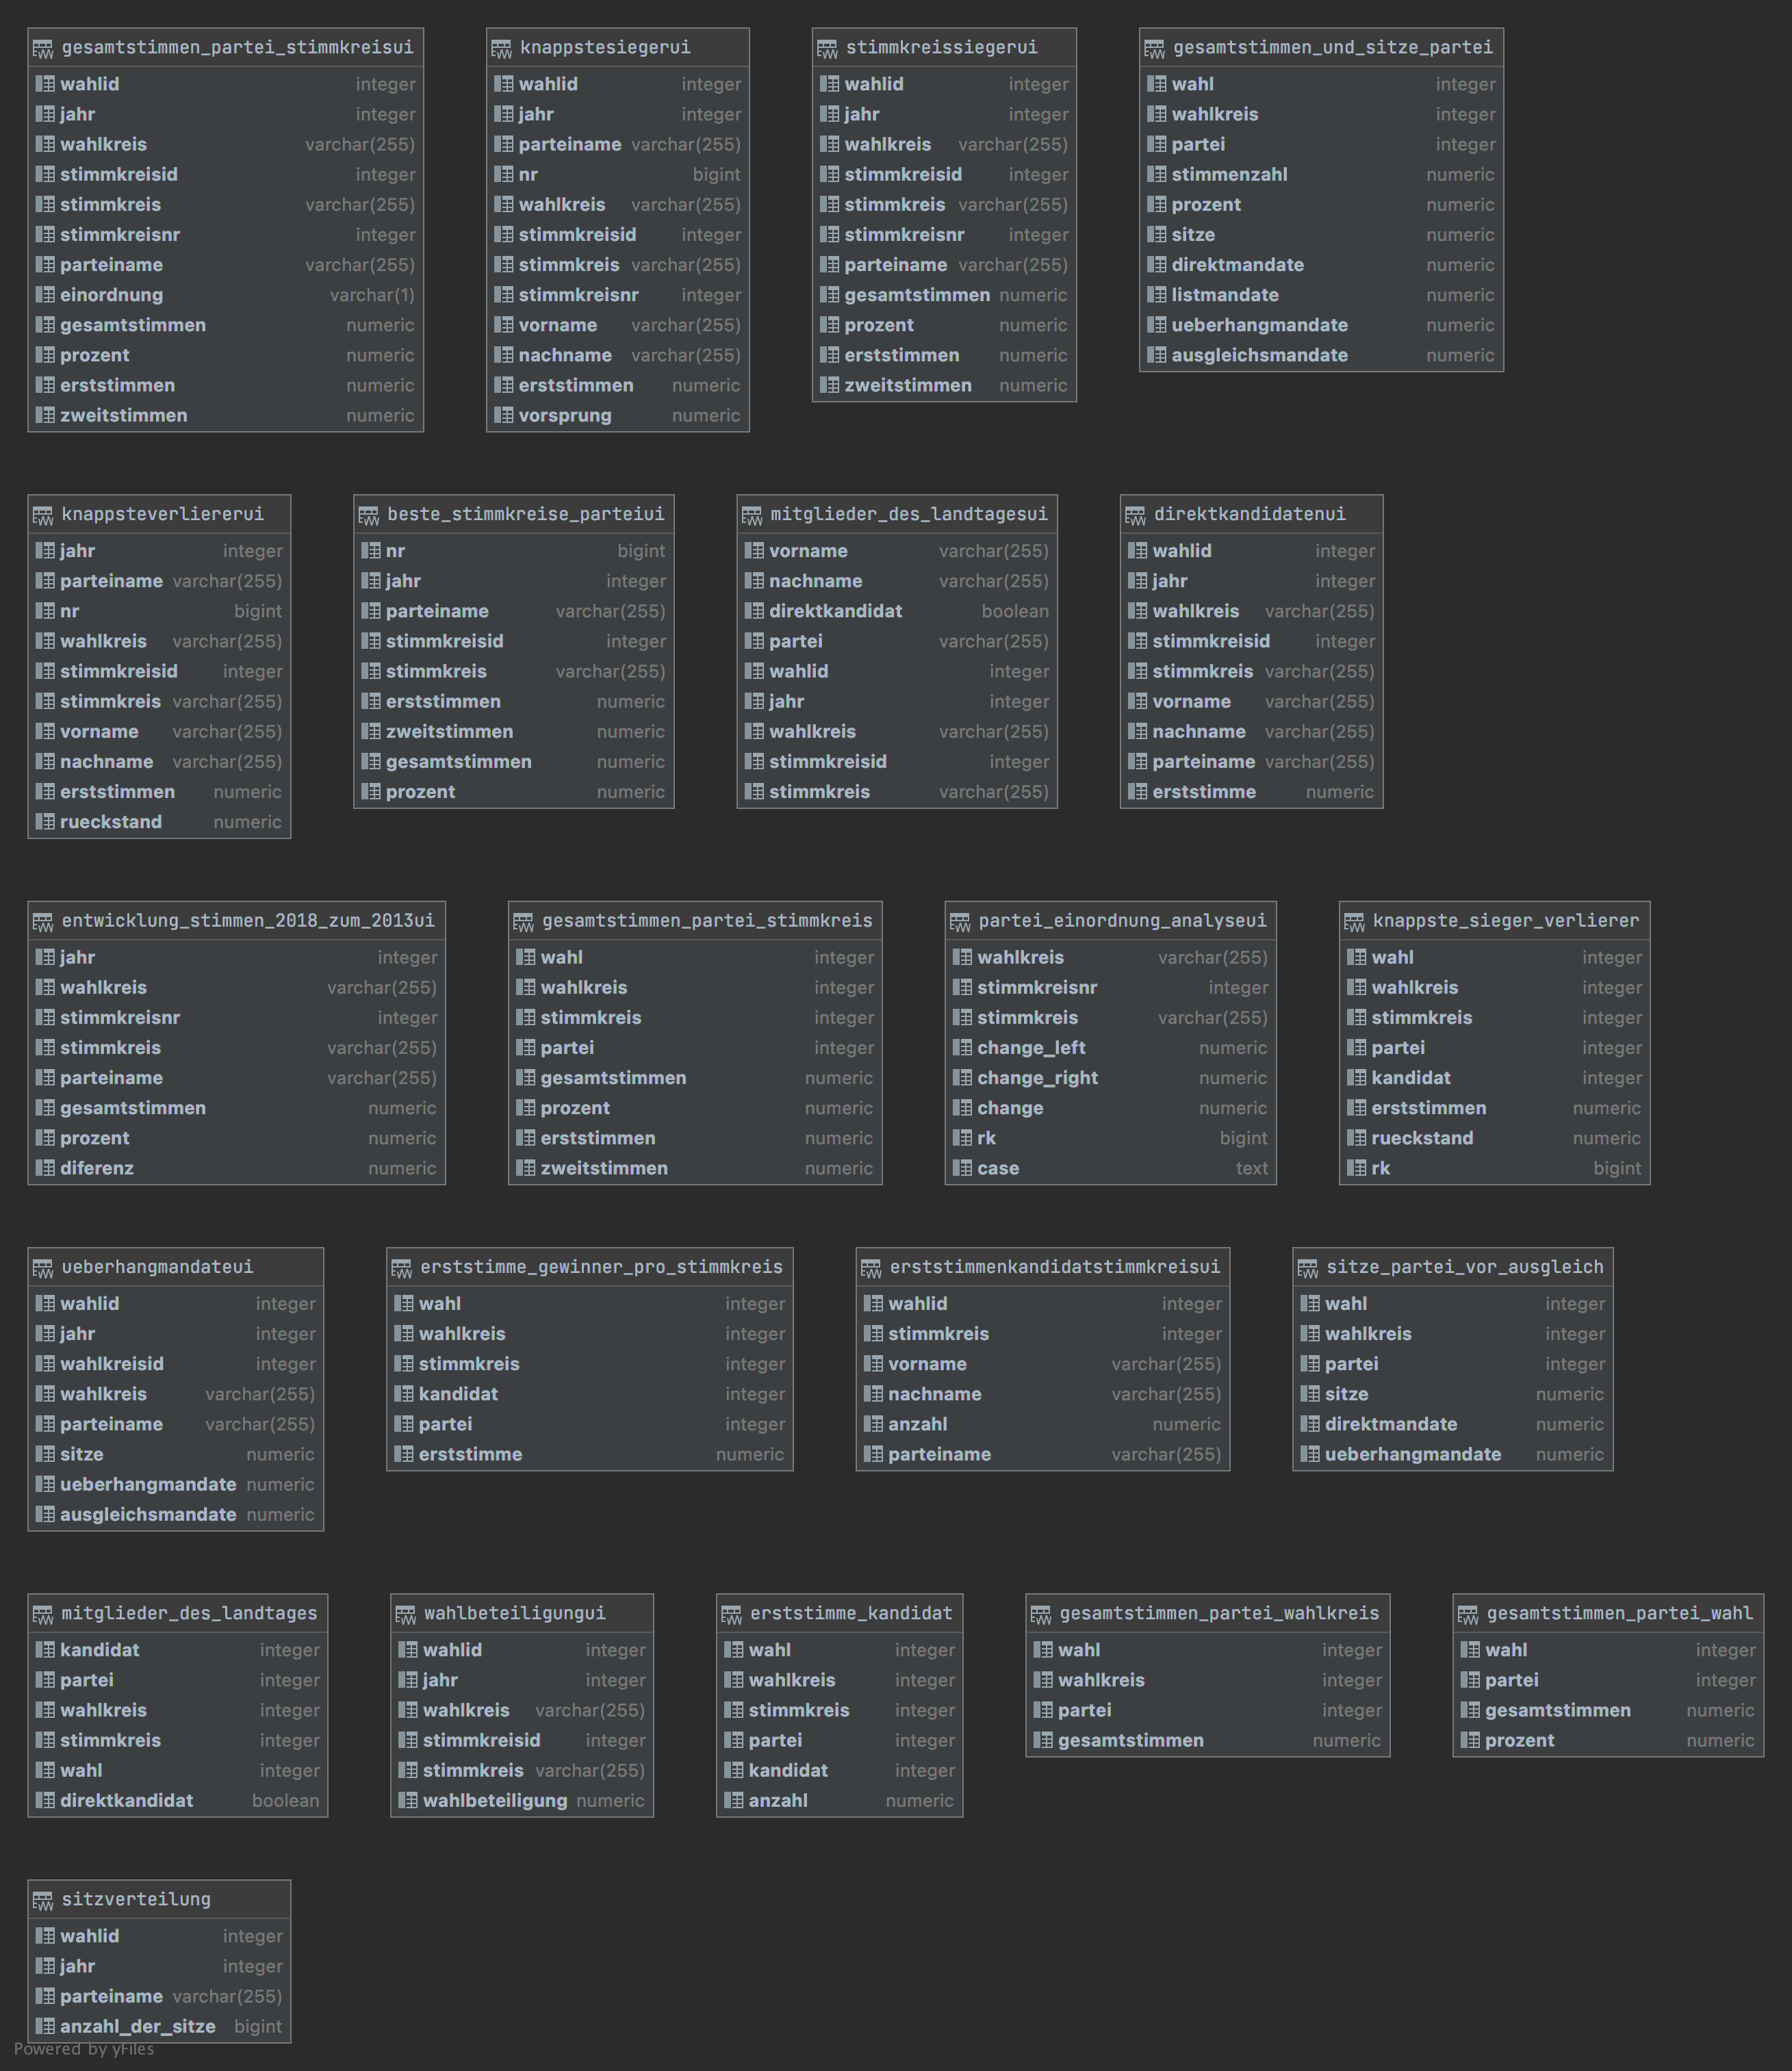 gesamtstimmen_partei_stimmkreisui
wahlid integer
jahr integer
wahlkreis varchar(255)
stimmkreisid integer
stimmkreis varchar(255)
stimmkreisnr integer
parteiname varchar(255)
einordnung varchar(1)
gesamtstimmen numeric
prozent numeric
erststimmen numeric
zweitstimmen numeric
knappstesiegerui
wahlid integer
jahr integer
parteiname varchar(255)
nr bigint
wahlkreis varchar(255)
stimmkreisid integer
stimmkreis varchar(255)
stimmkreisnr integer
vorname varchar(255)
nachname varchar(255)
erststimmen numeric
vorsprung numeric
stimmkreissiegerui
wahlid integer
jahr integer
wahlkreis varchar(255)
stimmkreisid integer
stimmkreis varchar(255)
stimmkreisnr integer
parteiname varchar(255)
gesamtstimmen numeric
prozent numeric
erststimmen numeric
zweitstimmen numeric
gesamtstimmen_und_sitze_partei
wahl integer
wahlkreis integer
partei integer
stimmenzahl numeric
prozent numeric
sitze numeric
direktmandate numeric
listmandate numeric
ueberhangmandate numeric
ausgleichsmandate numeric
knappsteverliererui
jahr integer
parteiname varchar(255)
nr bigint
wahlkreis varchar(255)
stimmkreisid integer
stimmkreis varchar(255)
vorname varchar(255)
nachname varchar(255)
erststimmen numeric
rueckstand numeric
beste_stimmkreise_parteiui
nr bigint
jahr integer
parteiname varchar(255)
stimmkreisid integer
stimmkreis varchar(255)
erststimmen numeric
zweitstimmen numeric
gesamtstimmen numeric
prozent numeric
mitglieder_des_landtagesui
vorname varchar(255)
nachname varchar(255)
direktkandidat boolean
partei varchar(255)
wahlid integer
jahr integer
wahlkreis varchar(255)
stimmkreisid integer
stimmkreis varchar(255)
direktkandidatenui
wahlid integer
jahr integer
wahlkreis varchar(255)
stimmkreisid integer
stimmkreis varchar(255)
vorname varchar(255)
nachname varchar(255)
parteiname varchar(255)
erststimme numeric
entwicklung_stimmen_2018_zum_2013ui
jahr integer
wahlkreis varchar(255)
stimmkreisnr integer
stimmkreis varchar(255)
parteiname varchar(255)
gesamtstimmen numeric
prozent numeric
diferenz numeric
gesamtstimmen_partei_stimmkreis
wahl integer
wahlkreis integer
stimmkreis integer
partei integer
gesamtstimmen numeric
prozent numeric
erststimmen numeric
zweitstimmen numeric
partei_einordnung_analyseui
wahlkreis varchar(255)
stimmkreisnr integer
stimmkreis varchar(255)
change_left numeric
change_right numeric
change numeric
rk bigint
case text
knappste_sieger_verlierer
wahl integer
wahlkreis integer
stimmkreis integer
partei integer
kandidat integer
erststimmen numeric
rueckstand numeric
rk bigint
ueberhangmandateui
wahlid integer
jahr integer
wahlkreisid integer
wahlkreis varchar(255)
parteiname varchar(255)
sitze numeric
ueberhangmandate numeric
ausgleichsmandate numeric
erststimme_gewinner_pro_stimmkreis
wahl integer
wahlkreis integer
stimmkreis integer
kandidat integer
partei integer
erststimme numeric
erststimmenkandidatstimmkreisui
wahlid integer
stimmkreis integer
vorname varchar(255)
nachname varchar(255)
anzahl numeric
parteiname varchar(255)
sitze_partei_vor_ausgleich
wahl integer
wahlkreis integer
partei integer
sitze numeric
direktmandate numeric
ueberhangmandate numeric
mitglieder_des_landtages
kandidat integer
partei integer
wahlkreis integer
stimmkreis integer
wahl integer
direktkandidat boolean
wahlbeteiligungui
wahlid integer
jahr integer
wahlkreis varchar(255)
stimmkreisid integer
stimmkreis varchar(255)
wahlbeteiligung numeric
erststimme_kandidat
wahl integer
wahlkreis integer
stimmkreis integer
partei integer
kandidat integer
anzahl numeric
gesamtstimmen_partei_wahlkreis
wahl integer
wahlkreis integer
partei integer
gesamtstimmen numeric
gesamtstimmen_partei_wahl
wahl integer
partei integer
gesamtstimmen numeric
prozent numeric
sitzverteilung
wahlid integer
jahr integer
parteiname varchar(255)
anzahl_der_sitze bigint
Powered by yFiles